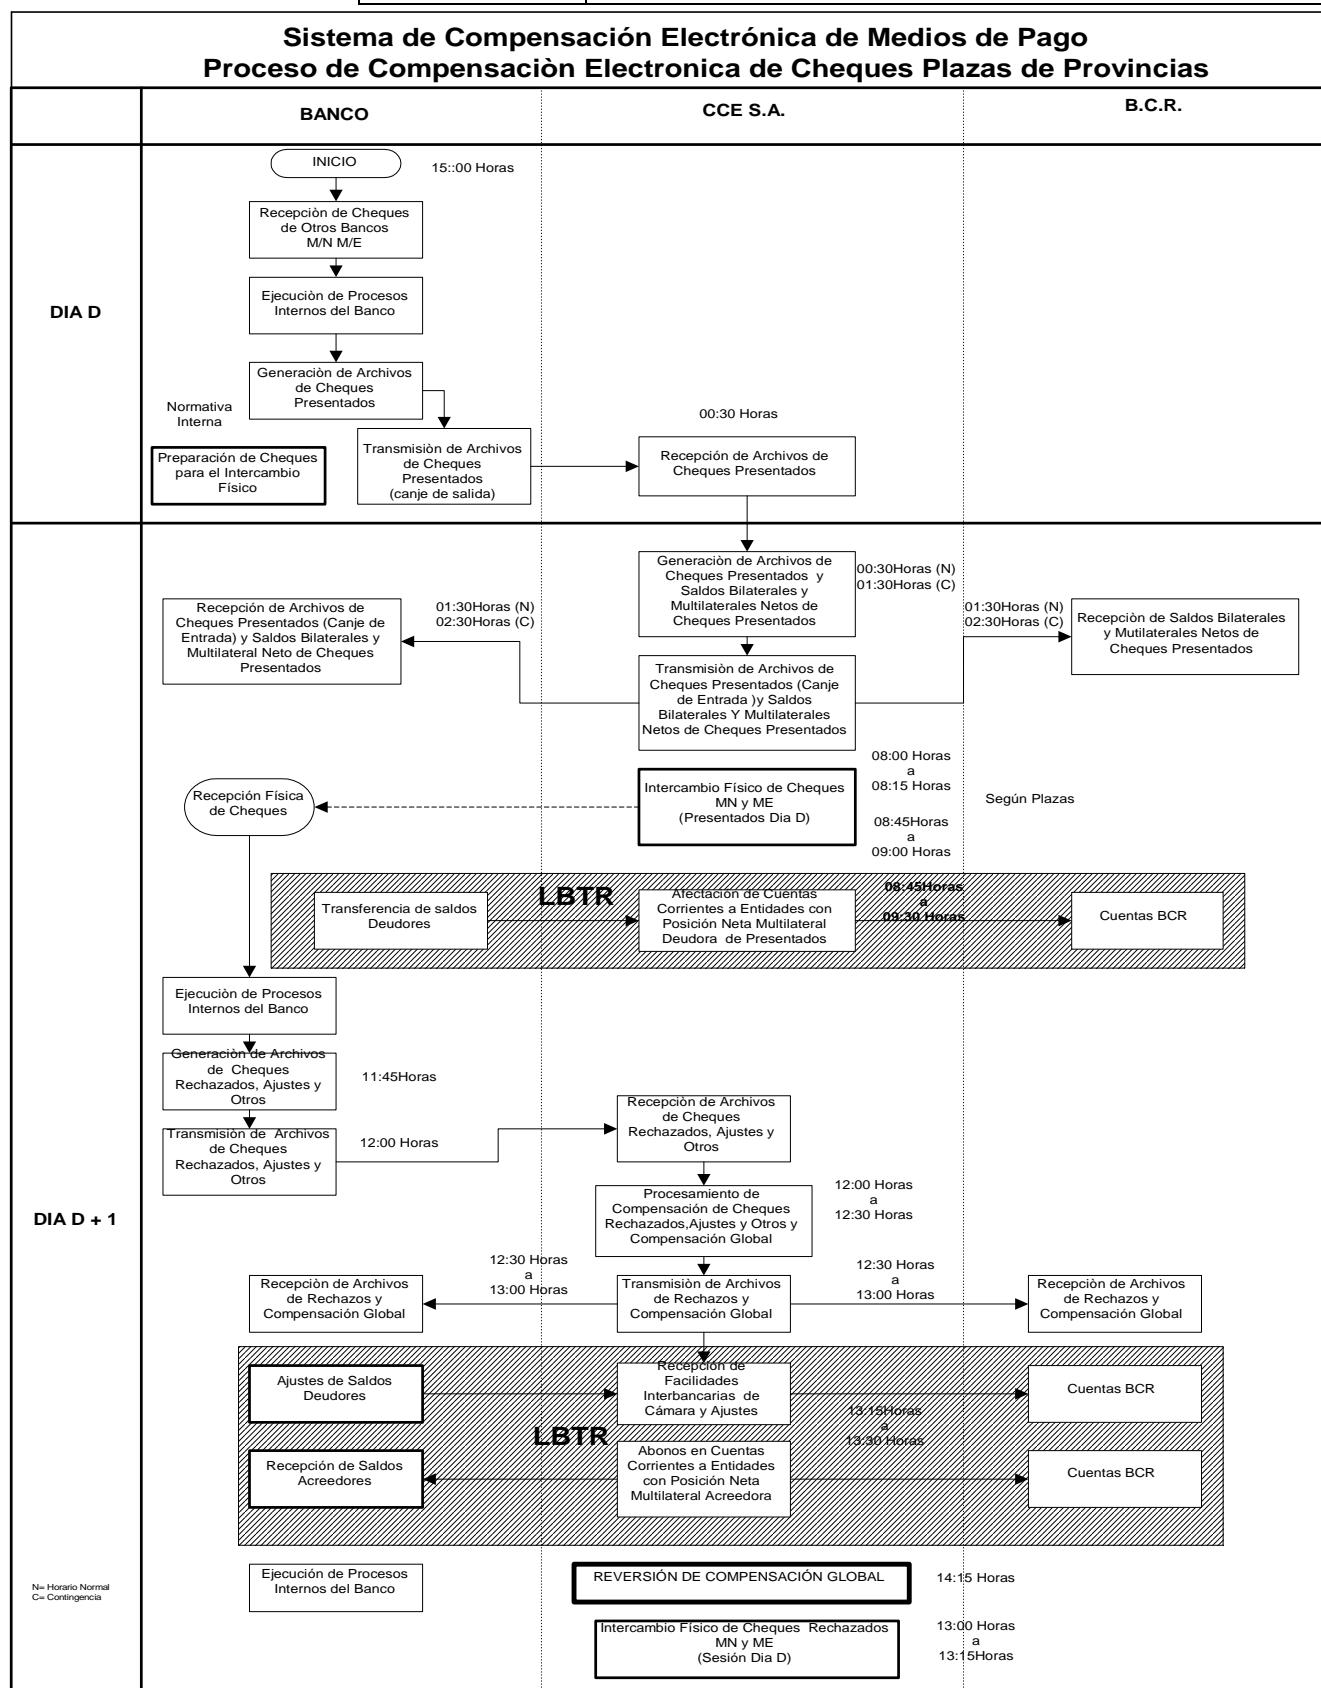 Sistema de Compensación Electrónica de Medios de Pago
Proceso de Compensaciòn Electronica de Cheques Plazas de Provincias
BANCO
CCE S.A.
B.C.R.
DIA D
INICIO
15::00 Horas
Recepciòn de Cheques
de Otros Bancos
M/N M/E
Ejecuciòn de Procesos
Internos del Banco
Generaciòn de Archivos
de Cheques
Presentados
Normativa
Interna
Preparación de Cheques
para el Intercambio
Físico
Transmisiòn de Archivos
de Cheques
Presentados
(canje de salida)
00:30 Horas
Recepción de Archivos de
Cheques Presentados
Generaciòn de Archivos de
Cheques Presentados y
Saldos Bilaterales y
Multilaterales Netos de
Cheques Presentados
00:30Horas (N)
01:30Horas (C)
Recepción de Archivos de
Cheques Presentados (Canje de
Entrada) y Saldos Bilaterales y
Multilateral Neto de Cheques
Presentados
01:30Horas (N)
02:30Horas (C)
01:30Horas (N)
02:30Horas (C)
Recepciòn de Saldos Bilaterales
y Mutilaterales Netos de
Cheques Presentados
Transmisiòn de Archivos de
Cheques Presentados (Canje
de Entrada )y Saldos
Bilaterales Y Multilaterales
Netos de Cheques Presentados
Recepción Física
de Cheques
Intercambio Físico de Cheques
MN y ME
(Presentados Dia D)
08:00 Horas
a
08:15 Horas
08:45Horas
a
09:00 Horas
Según Plazas
LBTR
Transferencia de saldos
Deudores
Afectación de Cuentas
Corrientes a Entidades con
Posición Neta Multilateral
Deudora de Presentados
08:45Horas
a
09:30 Horas
Cuentas BCR
DIA D + 1
Ejecuciòn de Procesos
Internos del Banco
Generaciòn de Archivos
de Cheques
Rechazados, Ajustes y
Otros
11:45Horas
Transmisiòn de Archivos
de Cheques
Rechazados, Ajustes y
Otros
12:00 Horas
Recepciòn de Archivos
de Cheques
Rechazados, Ajustes y
Otros
Procesamiento de
Compensación de Cheques
Rechazados,Ajustes y Otros y
Compensación Global
12:00 Horas
a
12:30 Horas
12:30 Horas
a
13:00 Horas
12:30 Horas
a
13:00 Horas
Recepciòn de Archivos
de Rechazos y
Compensación Global
Transmisiòn de Archivos
de Rechazos y
Compensación Global
Recepciòn de Archivos
de Rechazos y
Compensación Global
Ajustes de Saldos
Deudores
Recepción de
Facilidades
Interbancarias de
Cámara y Ajustes
Cuentas BCR
13:15Horas
a
13:30 Horas
LBTR
Recepción de Saldos
Acreedores
Abonos en Cuentas
Corrientes a Entidades
con Posición Neta
Multilateral Acreedora
Cuentas BCR
N= Horario Normal
C= Contingencia
Ejecución de Procesos
Internos del Banco
REVERSIÓN DE COMPENSACIÓN GLOBAL
14:15 Horas
Intercambio Físico de Cheques Rechazados
MN y ME
(Sesión Dia D)
13:00 Horas
a
13:15Horas